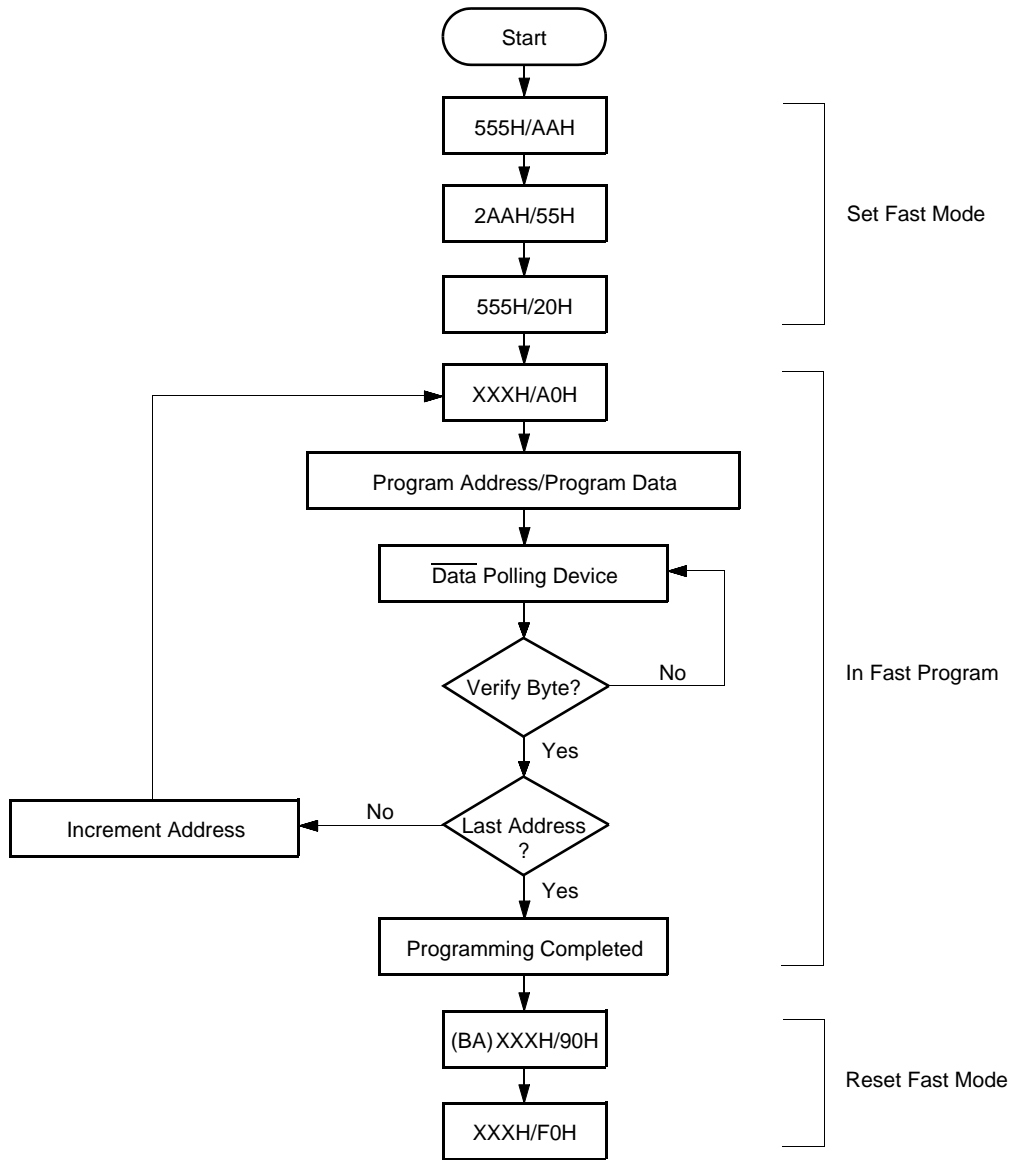 Start
555H/AAH
2AAH/55H
Set Fast Mode
555H/20H
XXXH/A0H
Program Address/Program Data
Data Polling Device
In Fast Program
Verify Byte?
No
Yes
Increment Address
No
Last Address
?
Yes
Programming Completed
(BA) XXXH/90H
Reset Fast Mode
XXXH/F0H